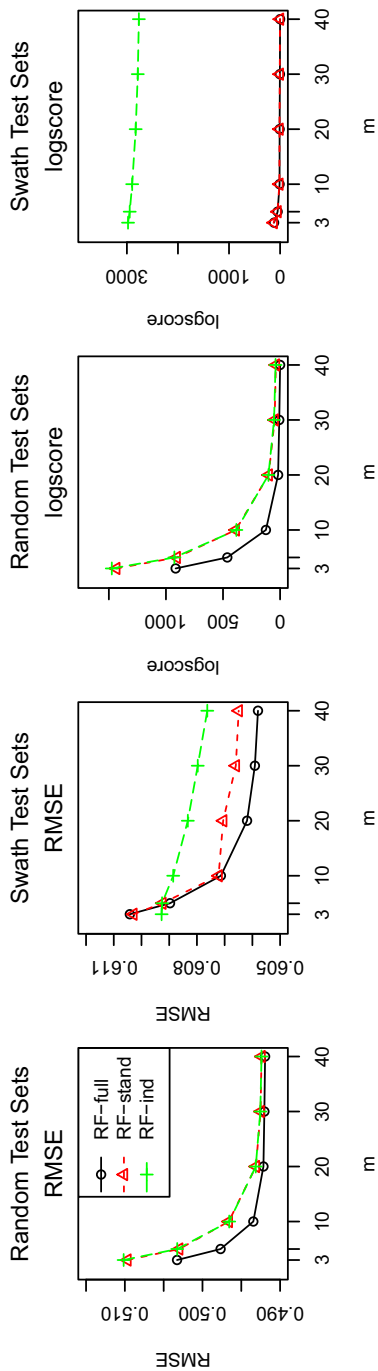 Random Test Sets
RMSE
RMSE
0.490 0.500 0.510
3 10 20 30 40
m
RF−full
RF−stand
RF−ind
Swath Test Sets
RMSE
RMSE
0.605 0.608 0.611
3 10 20 30 40
m
Random Test Sets
logscore
logscore
0 500 1000
3 10 20 30 40
m
Swath Test Sets
logscore
logscore
0 1000 3000
3 10 20 30 40
m